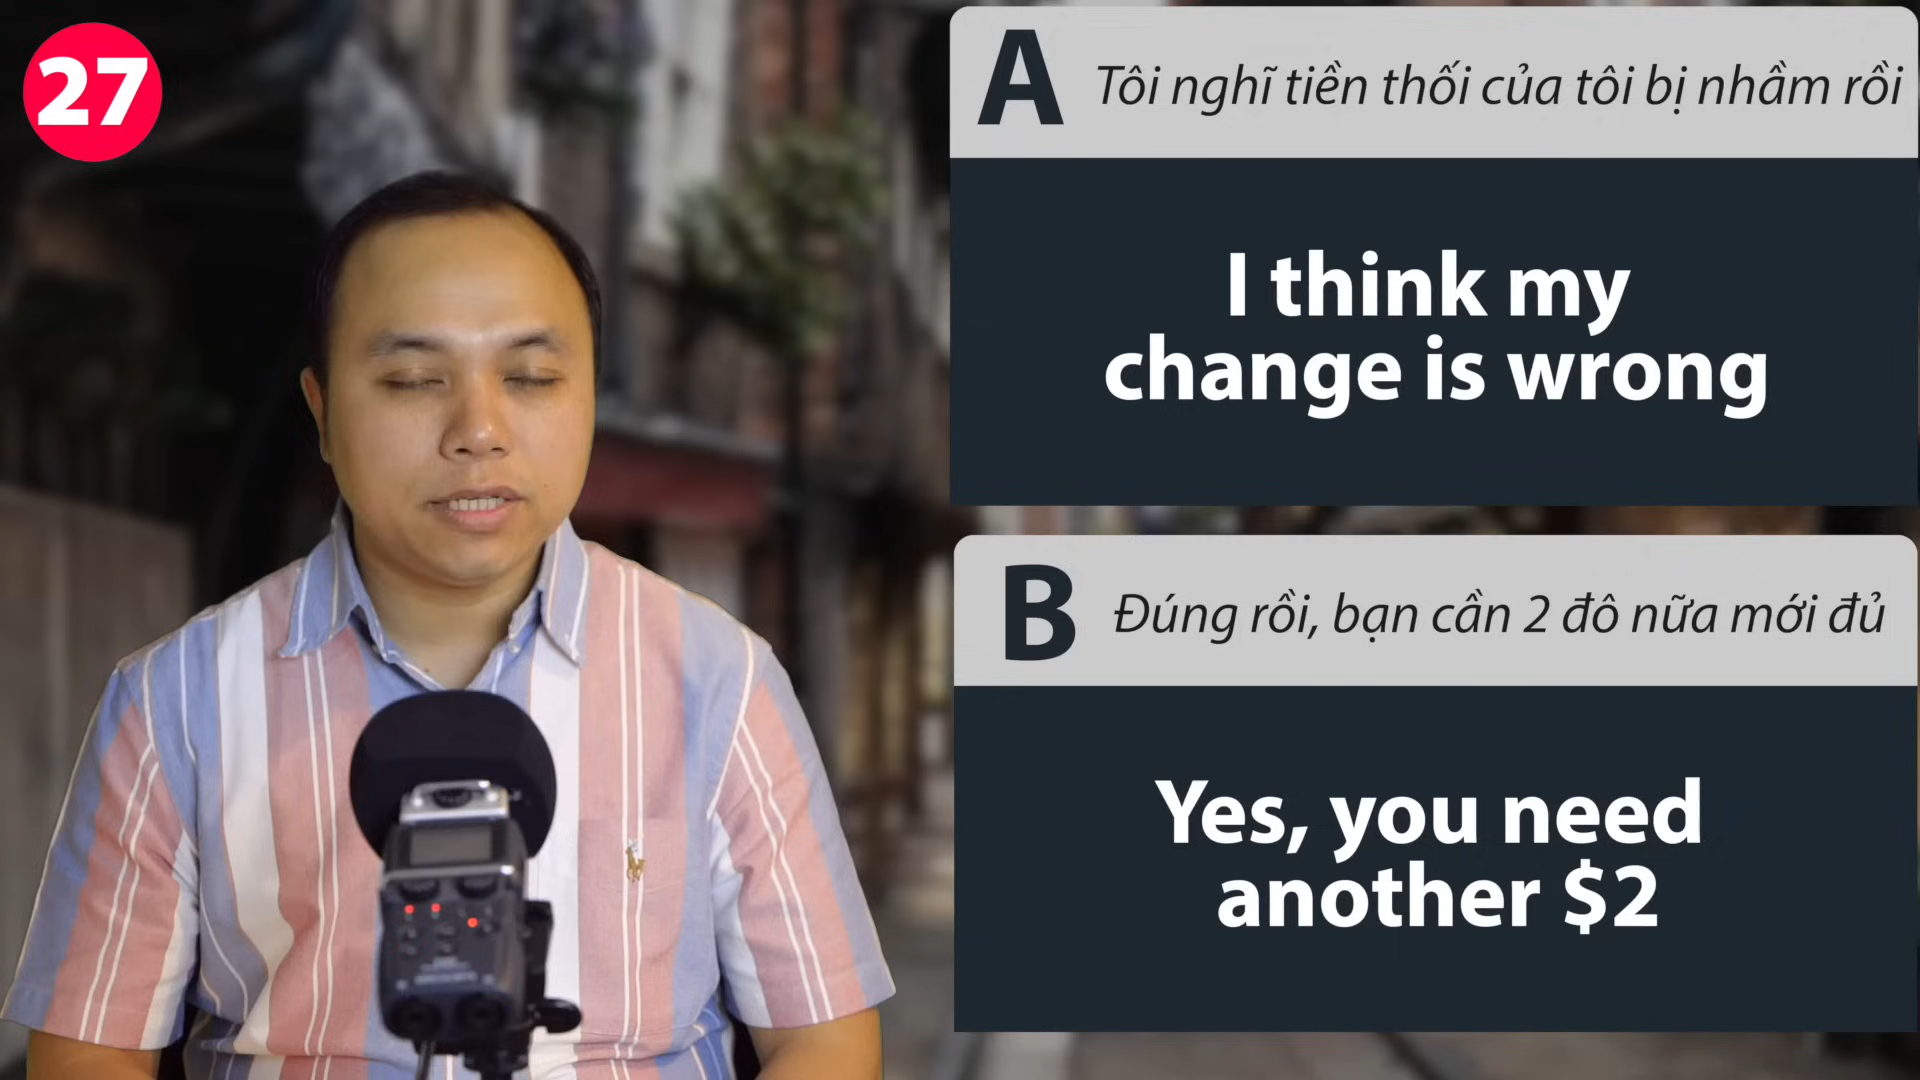 27
A
Tôi nghĩ tiền thối của tôi bị nhầm rồi
I think my
change is wrong
B
Đúng rồi, bạn cần 2 đô nữa mới đủ
Yes, you need
another $2